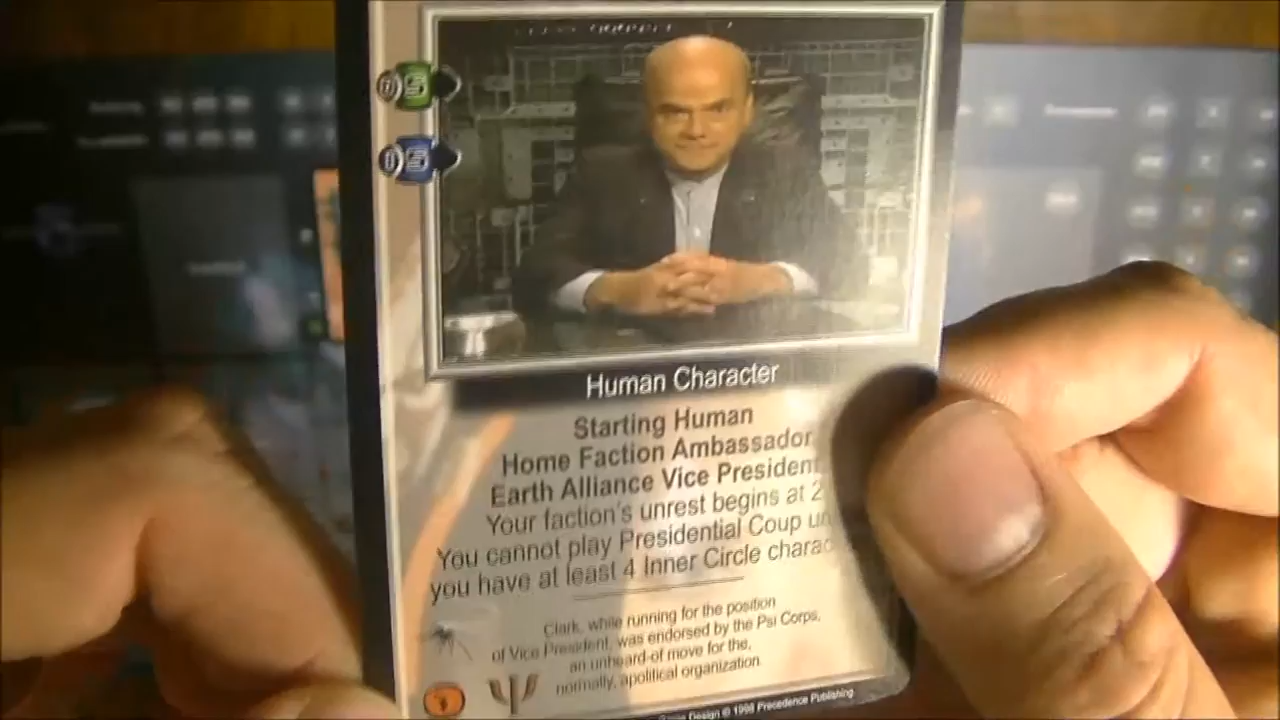 Human Character
Starting Human
Home Faction Ambassador
Earth Alliance Vice President
Your faction's unrest begins at 2
You cannot play Presidential Coup un
you have at least 4 Inner Circle charac
Clark, while running for the position
of Vice President, was endorsed by the Psi Corps,
an unheard-of move for the,
normally, apolitical organization
Design © 1998 Precedence Publishing